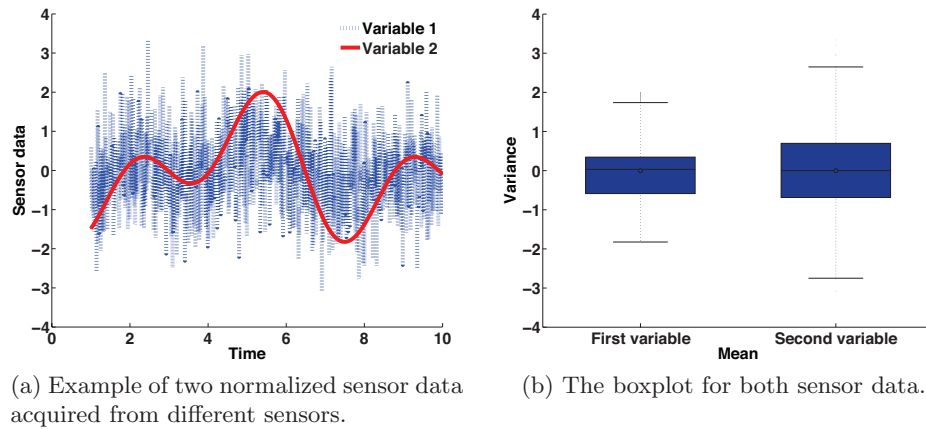 4
3
2
1
0
−1
−2
−3
−4
Sensor data
Variable 1
Variable 2
0 2 4 6 8 10
Time
(a) Example of two normalized sensor data
acquired from different sensors.
4
3
2
1
0
−1
−2
−3
−4
Variance
First variable Second variable
Mean
(b) The boxplot for both sensor data.